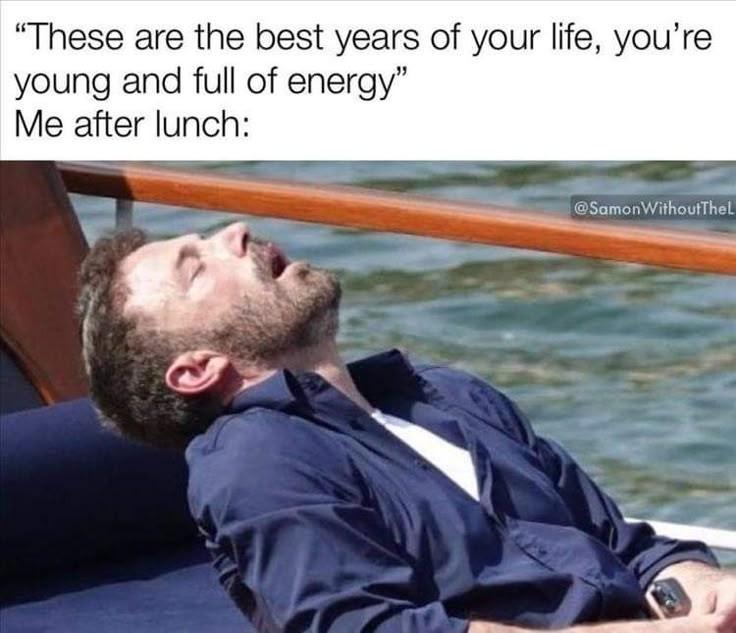 “These are the best years of your life, you’re
young and full of energy”
Me after lunch:
@SamonWithoutTheL